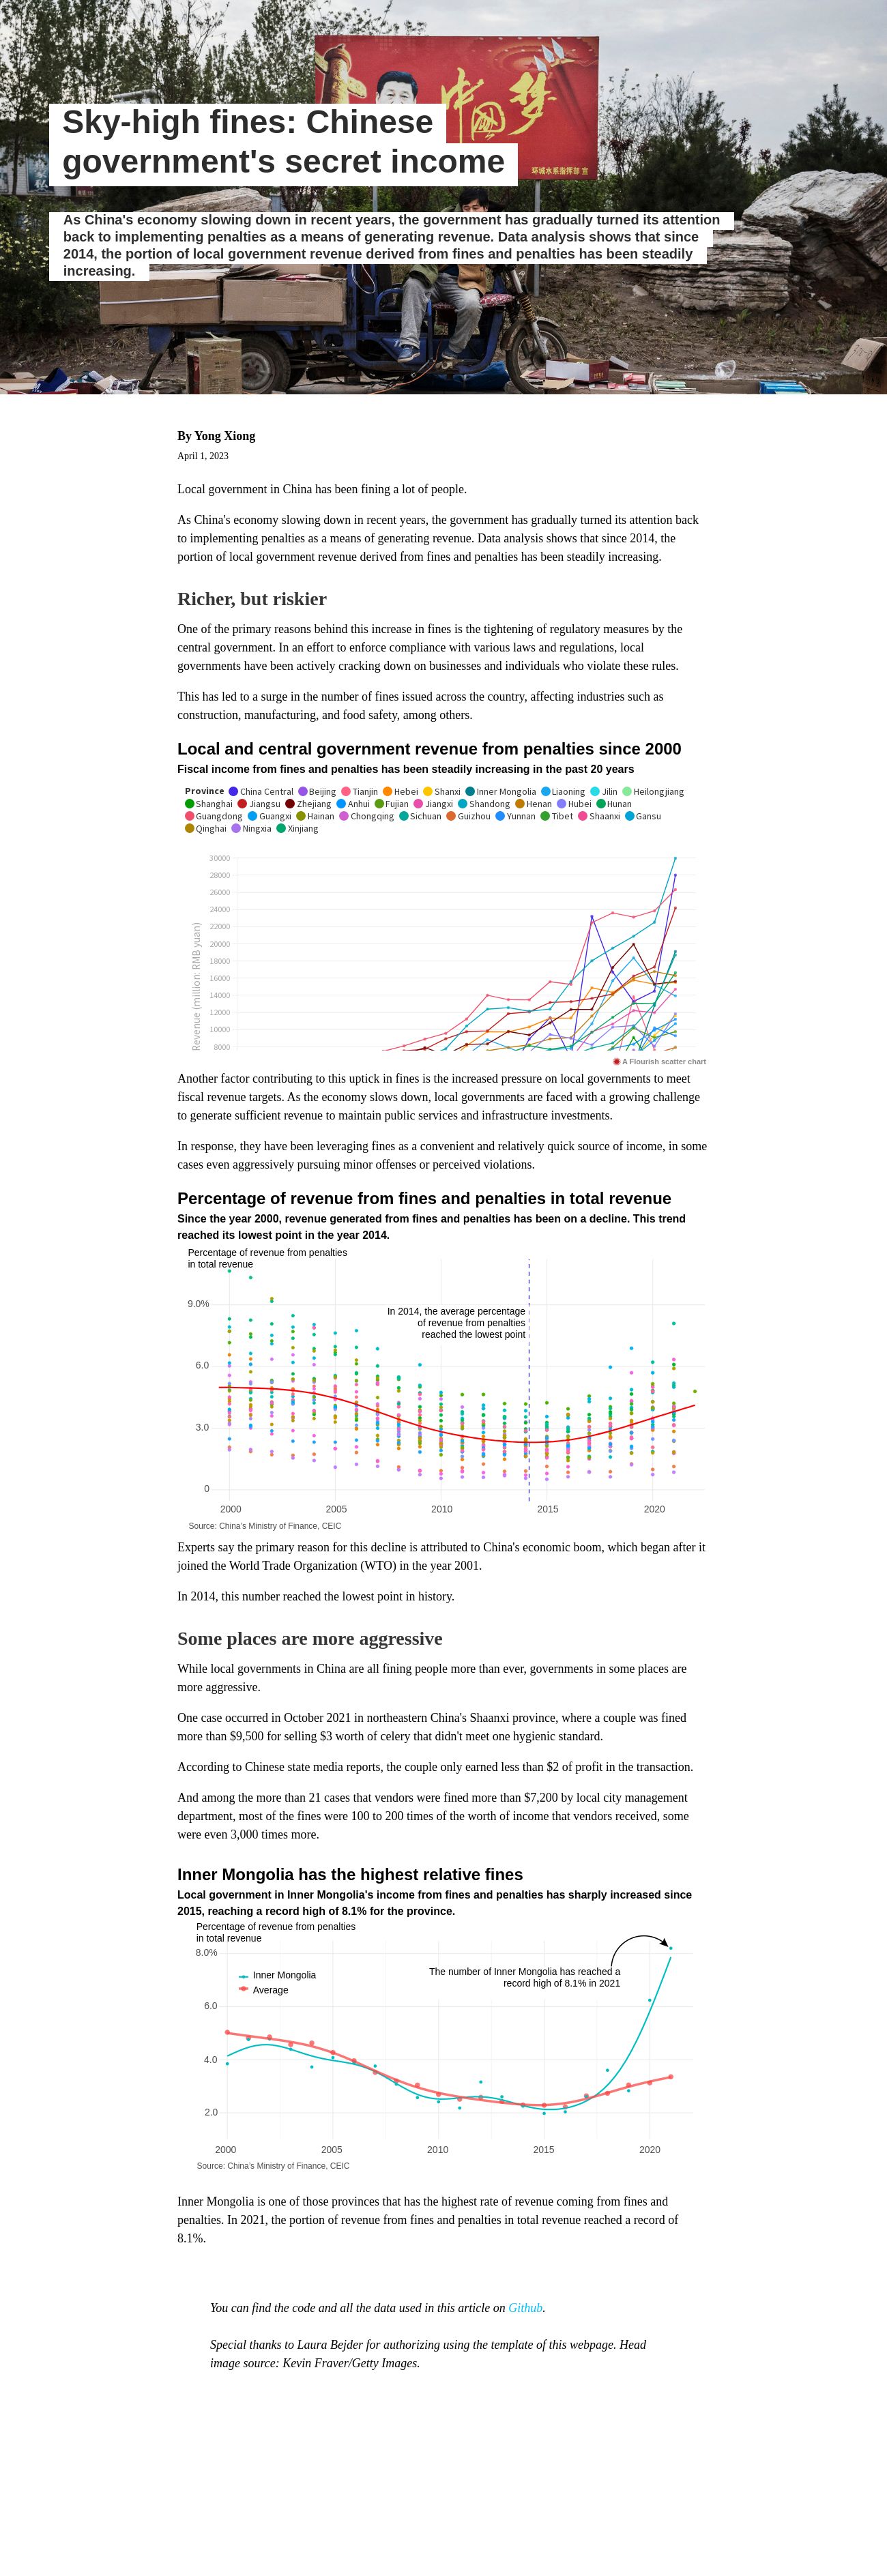 中国梦
环城水系指挥部 宣
Sky-high fines: Chinese
government's secret income
As China's economy slowing down in recent years, the government has gradually turned its attention
back to implementing penalties as a means of generating revenue. Data analysis shows that since
2014, the portion of local government revenue derived from fines and penalties has been steadily
increasing.
By Yong Xiong
April 1, 2023
Local government in China has been fining a lot of people.
As China's economy slowing down in recent years, the government has gradually turned its attention back
to implementing penalties as a means of generating revenue. Data analysis shows that since 2014, the
portion of local government revenue derived from fines and penalties has been steadily increasing.
Richer, but riskier
One of the primary reasons behind this increase in fines is the tightening of regulatory measures by the
central government. In an effort to enforce compliance with various laws and regulations, local
governments have been actively cracking down on businesses and individuals who violate these rules.
This has led to a surge in the number of fines issued across the country, affecting industries such as
construction, manufacturing, and food safety, among others.
Local and central government revenue from penalties since 2000
Fiscal income from fines and penalties has been steadily increasing in the past 20 years
Province China Central Beijing Tianjin Hebei Shanxi Inner Mongolia Liaoning Jilin Heilongjiang
Shanghai Jiangsu Zhejiang Anhui Fujian Jiangxi Shandong Henan Hubei Hunan
Guangdong Guangxi Hainan Chongqing Sichuan Guizhou Yunnan Tibet Shaanxi Gansu
Qinghai Ningxia Xinjiang
Revenue (million: RMB yuan)
30000
28000
26000
24000
22000
20000
18000
16000
14000
12000
10000
8000
A Flourish scatter chart
Another factor contributing to this uptick in fines is the increased pressure on local governments to meet
fiscal revenue targets. As the economy slows down, local governments are faced with a growing challenge
to generate sufficient revenue to maintain public services and infrastructure investments.
In response, they have been leveraging fines as a convenient and relatively quick source of income, in some
cases even aggressively pursuing minor offenses or perceived violations.
Percentage of revenue from fines and penalties in total revenue
Since the year 2000, revenue generated from fines and penalties has been on a decline. This trend
reached its lowest point in the year 2014.
Percentage of revenue from penalties
in total revenue
9.0%
6.0
3.0
0
In 2014, the average percentage
of revenue from penalties
reached the lowest point
2000 2005 2010 2015 2020
Source: China's Ministry of Finance, CEIC
Experts say the primary reason for this decline is attributed to China's economic boom, which began after it
joined the World Trade Organization (WTO) in the year 2001.
In 2014, this number reached the lowest point in history.
Some places are more aggressive
While local governments in China are all fining people more than ever, governments in some places are
more aggressive.
One case occurred in October 2021 in northeastern China's Shaanxi province, where a couple was fined
more than $9,500 for selling $3 worth of celery that didn't meet one hygienic standard.
According to Chinese state media reports, the couple only earned less than $2 of profit in the transaction.
And among the more than 21 cases that vendors were fined more than $7,200 by local city management
department, most of the fines were 100 to 200 times of the worth of income that vendors received, some
were even 3,000 times more.
Inner Mongolia has the highest relative fines
Local government in Inner Mongolia's income from fines and penalties has sharply increased since
2015, reaching a record high of 8.1% for the province.
Percentage of revenue from penalties
in total revenue
8.0%
6.0
4.0
2.0
Inner Mongolia
Average
The number of Inner Mongolia has reached a
record high of 8.1% in 2021
2000 2005 2010 2015 2020
Source: China's Ministry of Finance, CEIC
Inner Mongolia is one of those provinces that has the highest rate of revenue coming from fines and
penalties. In 2021, the portion of revenue from fines and penalties in total revenue reached a record of
8.1%.
You can find the code and all the data used in this article on Github.
Special thanks to Laura Bejder for authorizing using the template of this webpage. Head
image source: Kevin Fraver/Getty Images.